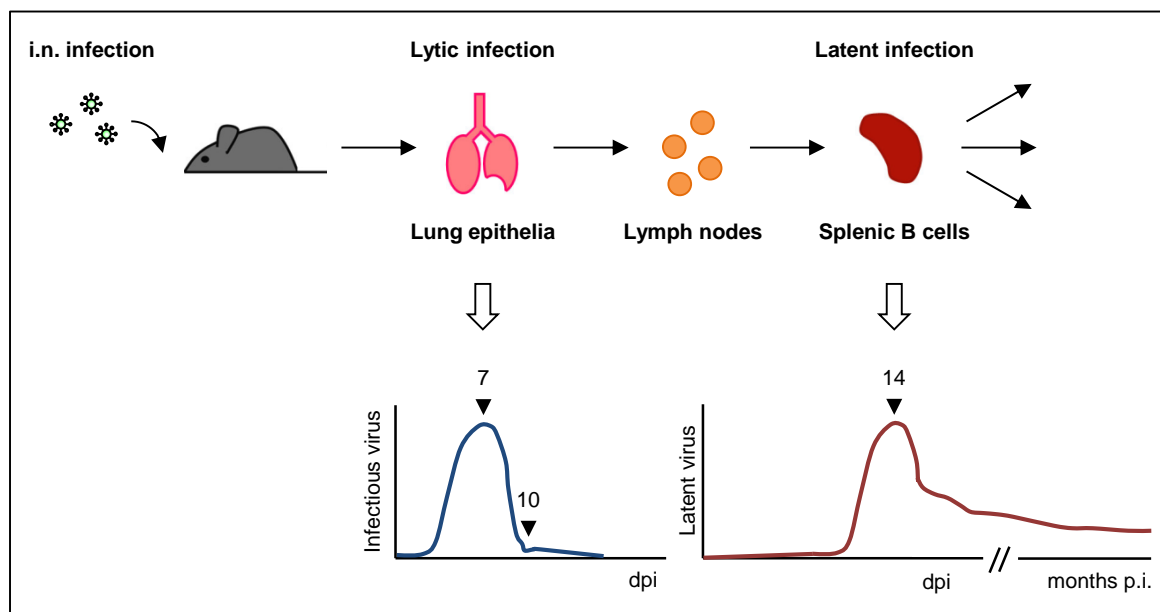 i.n. infection
Lytic infection
Latent infection
Lung epithelia
Lymph nodes
Splenic B cells
7
10
Infectious virus
dpi
14
Latent virus
dpi
months p.i.